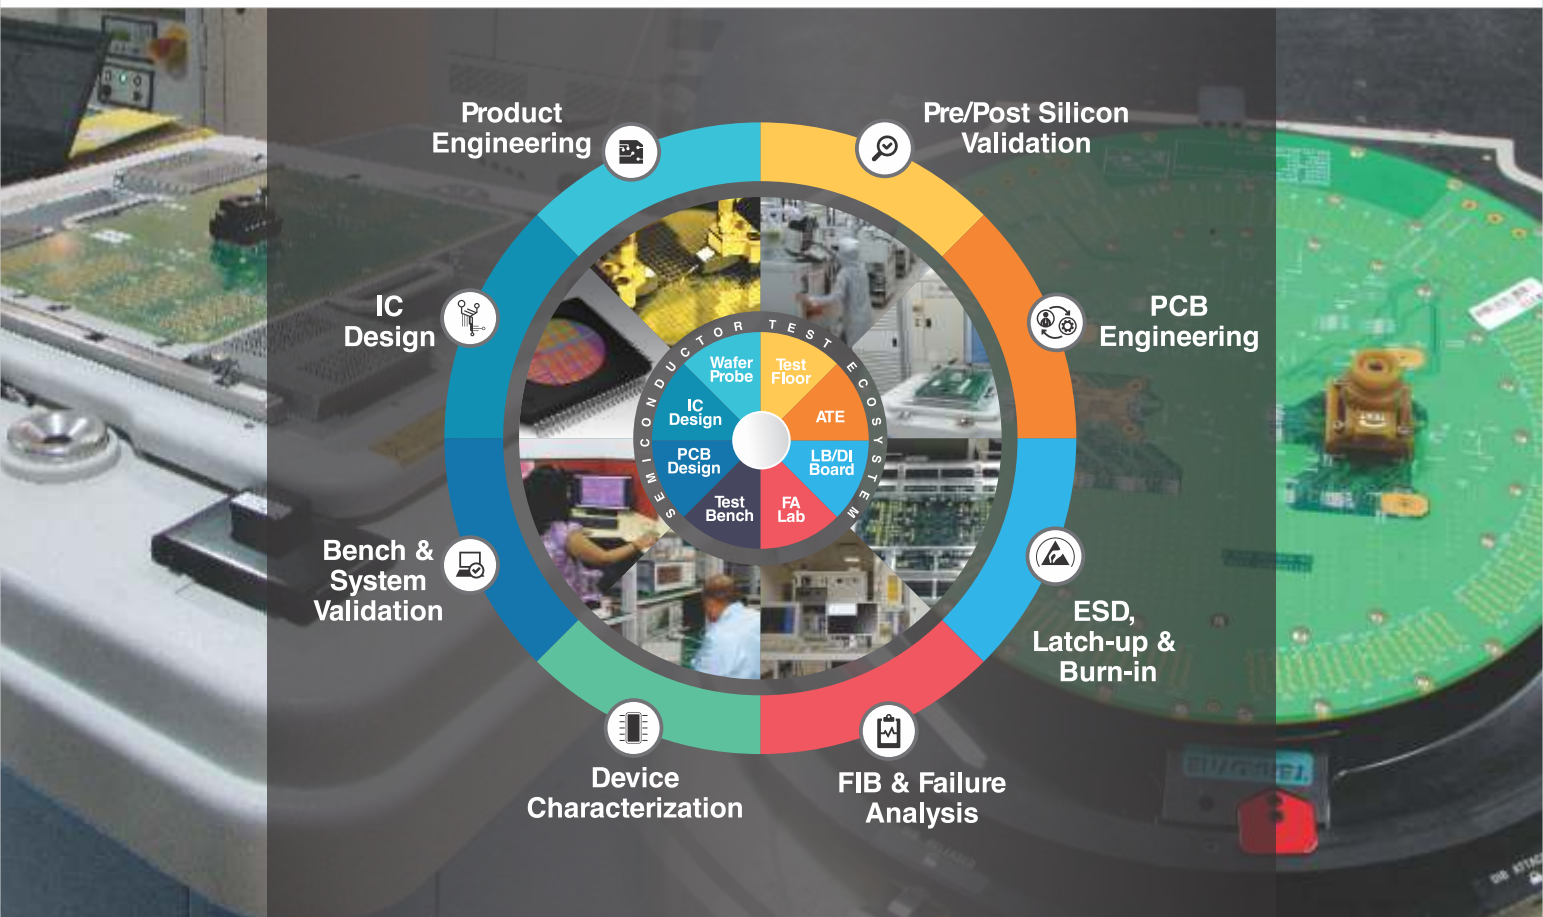 Product
Engineering
Pre/Post Silicon
Validation
IC
Design
PCB
Engineering
SEMICONDUCTOR TEST ECOSYSTEM
Wafer
Probe
Test
Floor
IC
Design
ATE
PCB
Design
LB/DI
Board
Test
Bench
FA
Lab
Bench &
System
Validation
ESD,
Latch-up &
Burn-in
Device
Characterization
FIB & Failure
Analysis